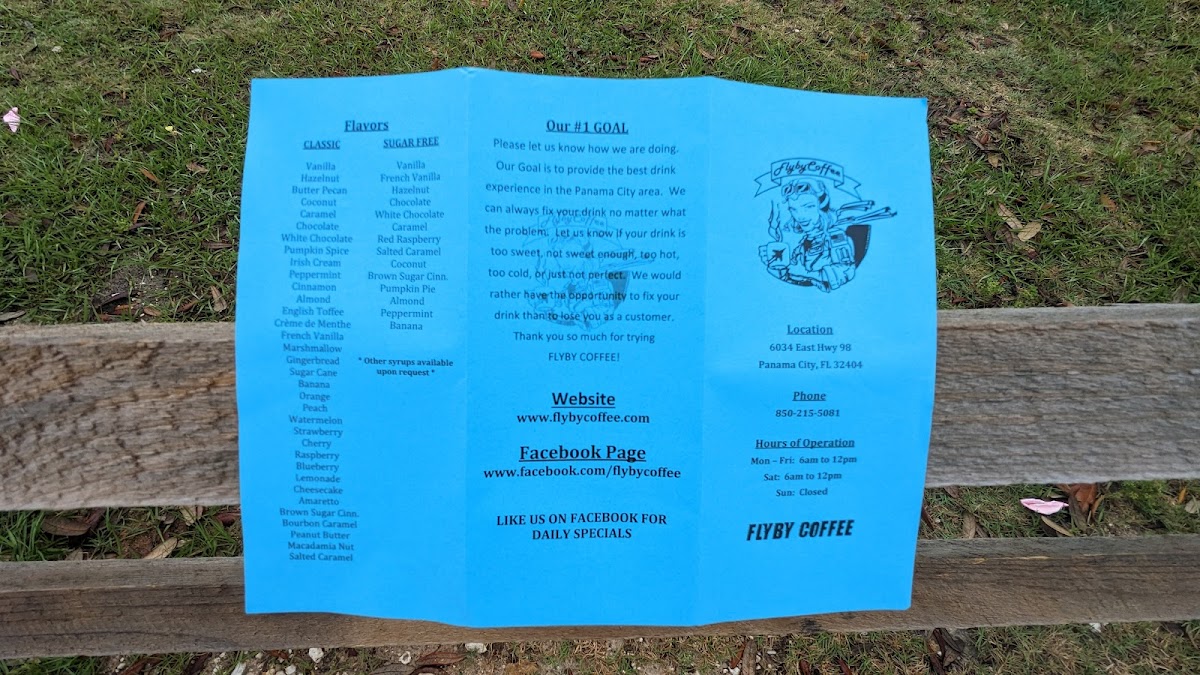 Flavors
CLASSIC
Vanilla
Hazelnut
Butter Pecan
Coconut
Caramel
Chocolate
White Chocolate
Pumpkin Spice
Irish Cream
Peppermint
Cinnamon
Almond
English Toffee
Crème de Menthe
French Vanilla
Marshmallow
Gingerbread
Sugar Cane
Banana
Orange
Peach
Watermelon
Strawberry
Cherry
Raspberry
Blueberry
Lemonade
Cheesecake
Amaretto
Brown Sugar Cinn.
Bourbon Caramel
Peanut Butter
Macadamia Nut
Salted Caramel
SUGAR FREE
Vanilla
French Vanilla
Hazelnut
Chocolate
White Chocolate
Caramel
Red Raspberry
Salted Caramel
Coconut
Brown Sugar Cinn.
Pumpkin Pie
Almond
Peppermint
Banana
* Other syrups available
upon request *
Our #1 GOAL
Please let us know how we are doing.
Our Goal is to provide the best drink
experience in the Panama City area. We
can always fix your drink no matter what
the problem. Let us know if your drink is
too sweet, not sweet enough, too hot,
too cold, or just not perfect. We would
rather have the opportunity to fix your
drink than to lose you as a customer.
Thank you so much for trying
FLYBY COFFEE!
FlybyCoffee
Website
www.flybycoffee.com
Facebook Page
www.facebook.com/flybycoffee
LIKE US ON FACEBOOK FOR
DAILY SPECIALS
FlybyCoffee
Location
6034 East Hwy 98
Panama City, FL 32404
Phone
850-215-5081
Hours of Operation
Mon – Fri: 6am to 12pm
Sat: 6am to 12pm
Sun: Closed
FLYBY COFFEE